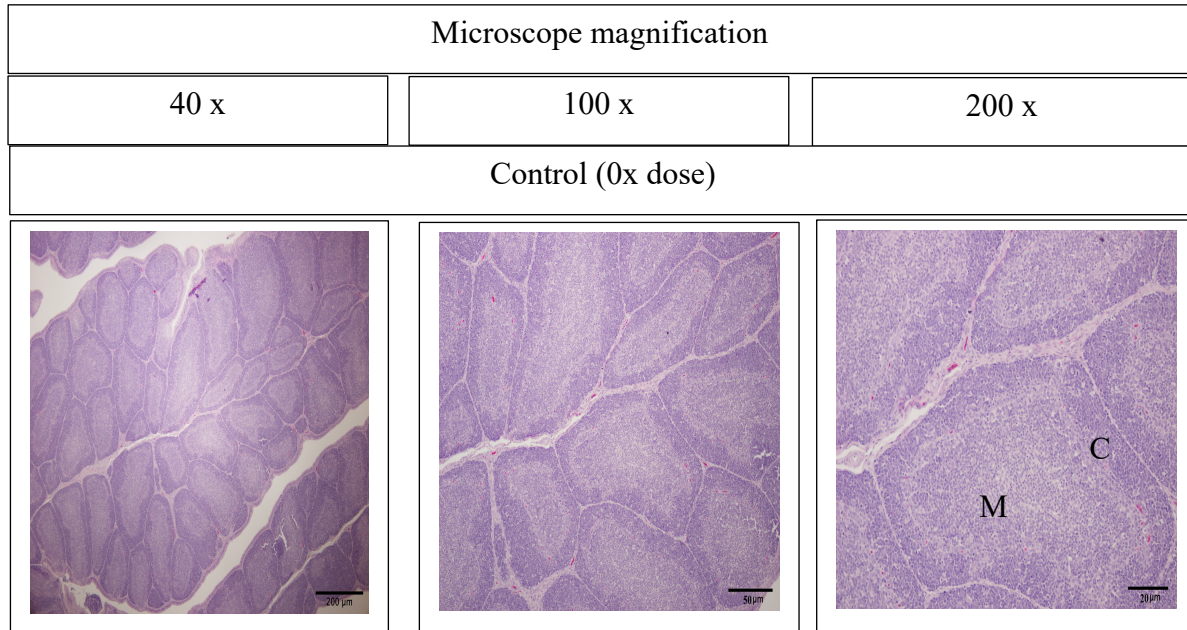 Microscope magnification
40 x
100 x
200 x
Control (0x dose)
C
M
200 µm
50 µm
20 µm